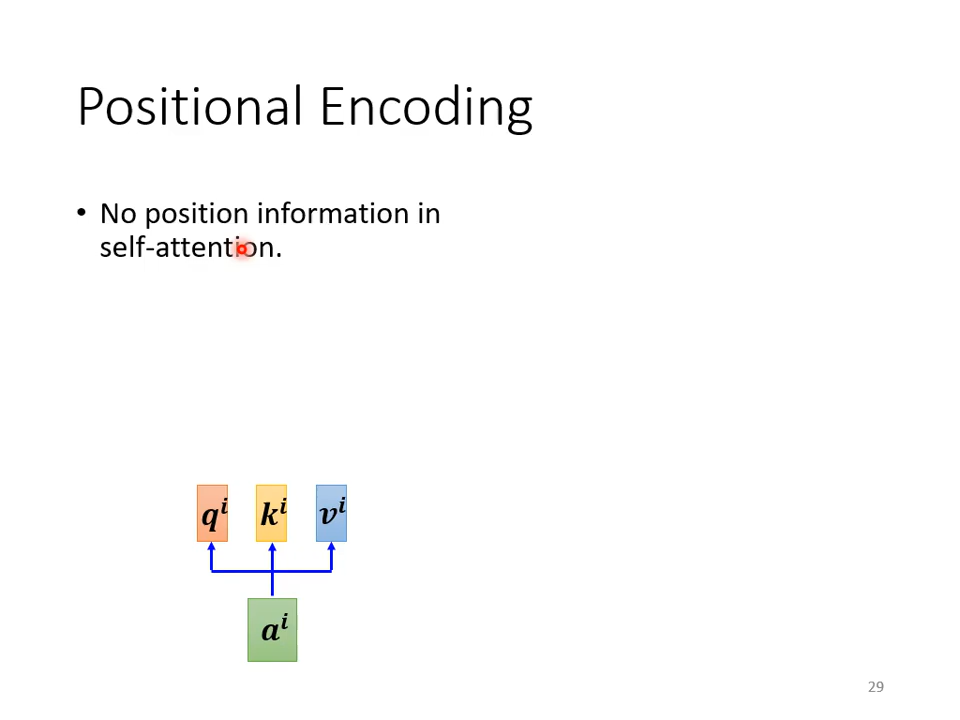 Positional Encoding
• No position information in
self-attention.
qⁱ kⁱ vⁱ
aⁱ
29